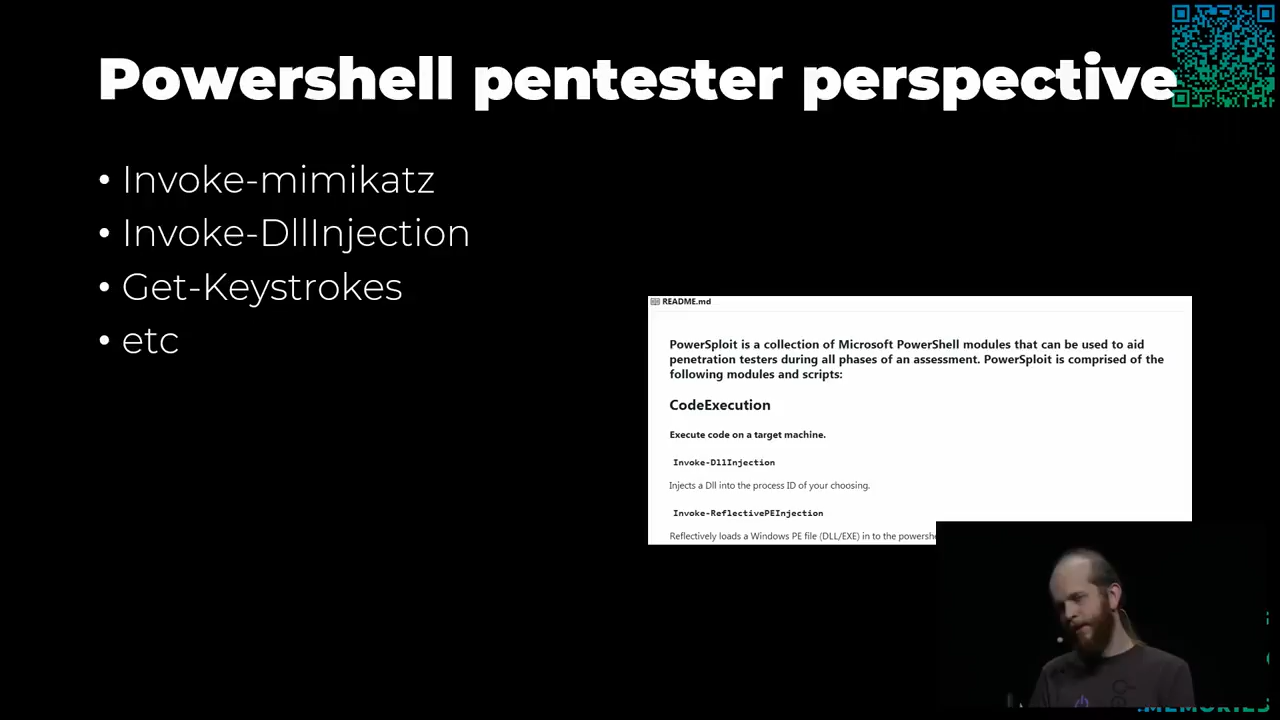 Powershell pentester perspective
• Invoke-mimikatz
• Invoke-DllInjection
• Get-Keystrokes
• etc
README.md
PowerSploit is a collection of Microsoft PowerShell modules that can be used to aid
penetration testers during all phases of an assessment. PowerSploit is comprised of the
following modules and scripts:
CodeExecution
Execute code on a target machine.
Invoke-DllInjection
Injects a Dll into the process ID of your choosing.
Invoke-ReflectivePEInjection
Reflectively loads a Windows PE file (DLL/EXE) in to the
.MEMORIES